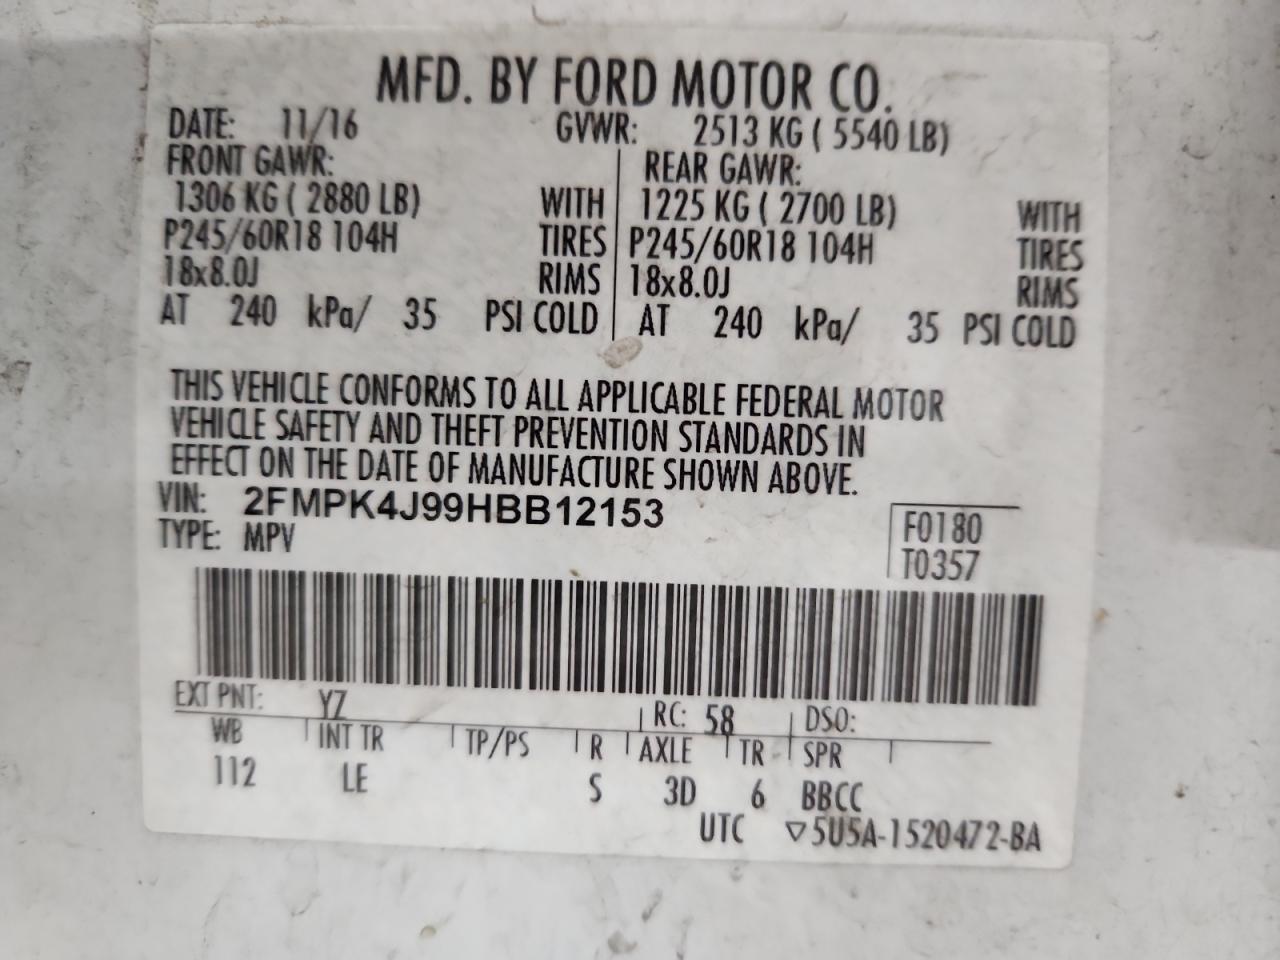 MFD. BY FORD MOTOR CO.
DATE: 11/16 GVWR: 2513 KG ( 5540 LB)
FRONT GAWR: REAR GAWR:
1306 KG ( 2880 LB) WITH 1225 KG ( 2700 LB) WITH
P245/60R18 104H TIRES P245/60R18 104H TIRES
18x8.0J RIMS 18x8.0J RIMS
AT 240 kPa/ 35 PSI COLD AT 240 kPa/ 35 PSI COLD
THIS VEHICLE CONFORMS TO ALL APPLICABLE FEDERAL MOTOR
VEHICLE SAFETY AND THEFT PREVENTION STANDARDS IN
EFFECT ON THE DATE OF MANUFACTURE SHOWN ABOVE.
VIN: 2FMPK4J99HBB12153
TYPE: MPV
F0180
T0357
EXT PNT: YZ RC: 58 DSO:
WB INT TR TP/PS R AXLE TR SPR
112 LE S 3D 6 BBCC
UTC ▽5U5A-1520472-BA